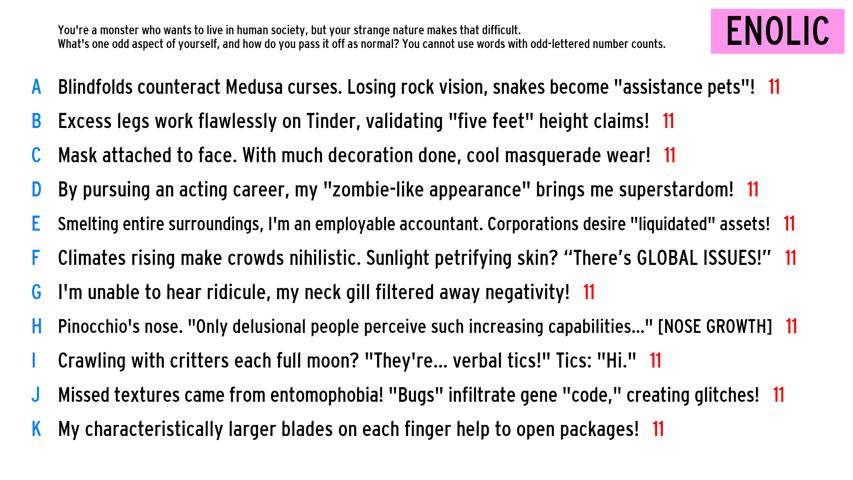 You're a monster who wants to live in human society, but your strange nature makes that difficult.
What's one odd aspect of yourself, and how do you pass it off as normal? You cannot use words with odd-lettered number counts.
ENOLIC
A Blindfolds counteract Medusa curses. Losing rock vision, snakes become "assistance pets"! 11
B Excess legs work flawlessly on Tinder, validating "five feet" height claims! 11
C Mask attached to face. With much decoration done, cool masquerade wear! 11
D By pursuing an acting career, my "zombie-like appearance" brings me superstardom! 11
E Smelting entire surroundings, I'm an employable accountant. Corporations desire "liquidated" assets! 11
F Climates rising make crowds nihilistic. Sunlight petrifying skin? “There’s GLOBAL ISSUES!” 11
G I'm unable to hear ridicule, my neck gill filtered away negativity! 11
H Pinocchio's nose. "Only delusional people perceive such increasing capabilities..." [NOSE GROWTH] 11
I Crawling with critters each full moon? "They're... verbal tics!" Tics: "Hi." 11
J Missed textures came from entomophobia! "Bugs" infiltrate gene "code," creating glitches! 11
K My characteristically larger blades on each finger help to open packages! 11